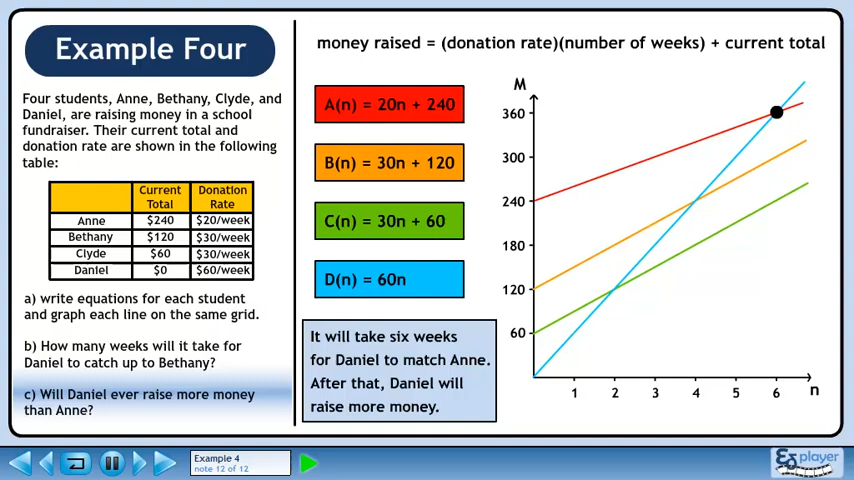 Example Four
Four students, Anne, Bethany, Clyde, and
Daniel, are raising money in a school
fundraiser. Their current total and
donation rate are shown in the following
table:
Current Total Donation Rate
Anne $240 $20/week
Bethany $120 $30/week
Clyde $60 $30/week
Daniel $0 $60/week
a) write equations for each student
and graph each line on the same grid.
b) How many weeks will it take for
Daniel to catch up to Bethany?
c) Will Daniel ever raise more money
than Anne?
money raised = (donation rate)(number of weeks) + current total
A(n) = 20n + 240
B(n) = 30n + 120
C(n) = 30n + 60
D(n) = 60n
It will take six weeks
for Daniel to match Anne.
After that, Daniel will
raise more money.
M
360
300
240
180
120
60
1 2 3 4 5 6 n
Example 4
note 12 of 12
player